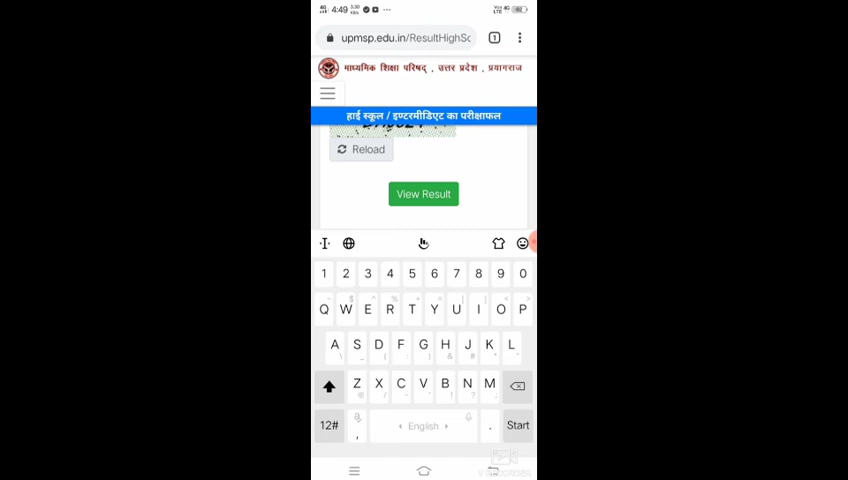 4:49
upmsp.edu.in/ResultHighSc
1
माध्यमिक शिक्षा परिषद् , उत्तर प्रदेश , प्रयागराज
हाई स्कूल / इण्टरमीडिएट का परीक्षाफल
Reload
View Result
1 2 3 4 5 6 7 8 9 0
Q W E R T Y U I O P
A S D F G H J K L
Z X C V B N M
12# , English . Start